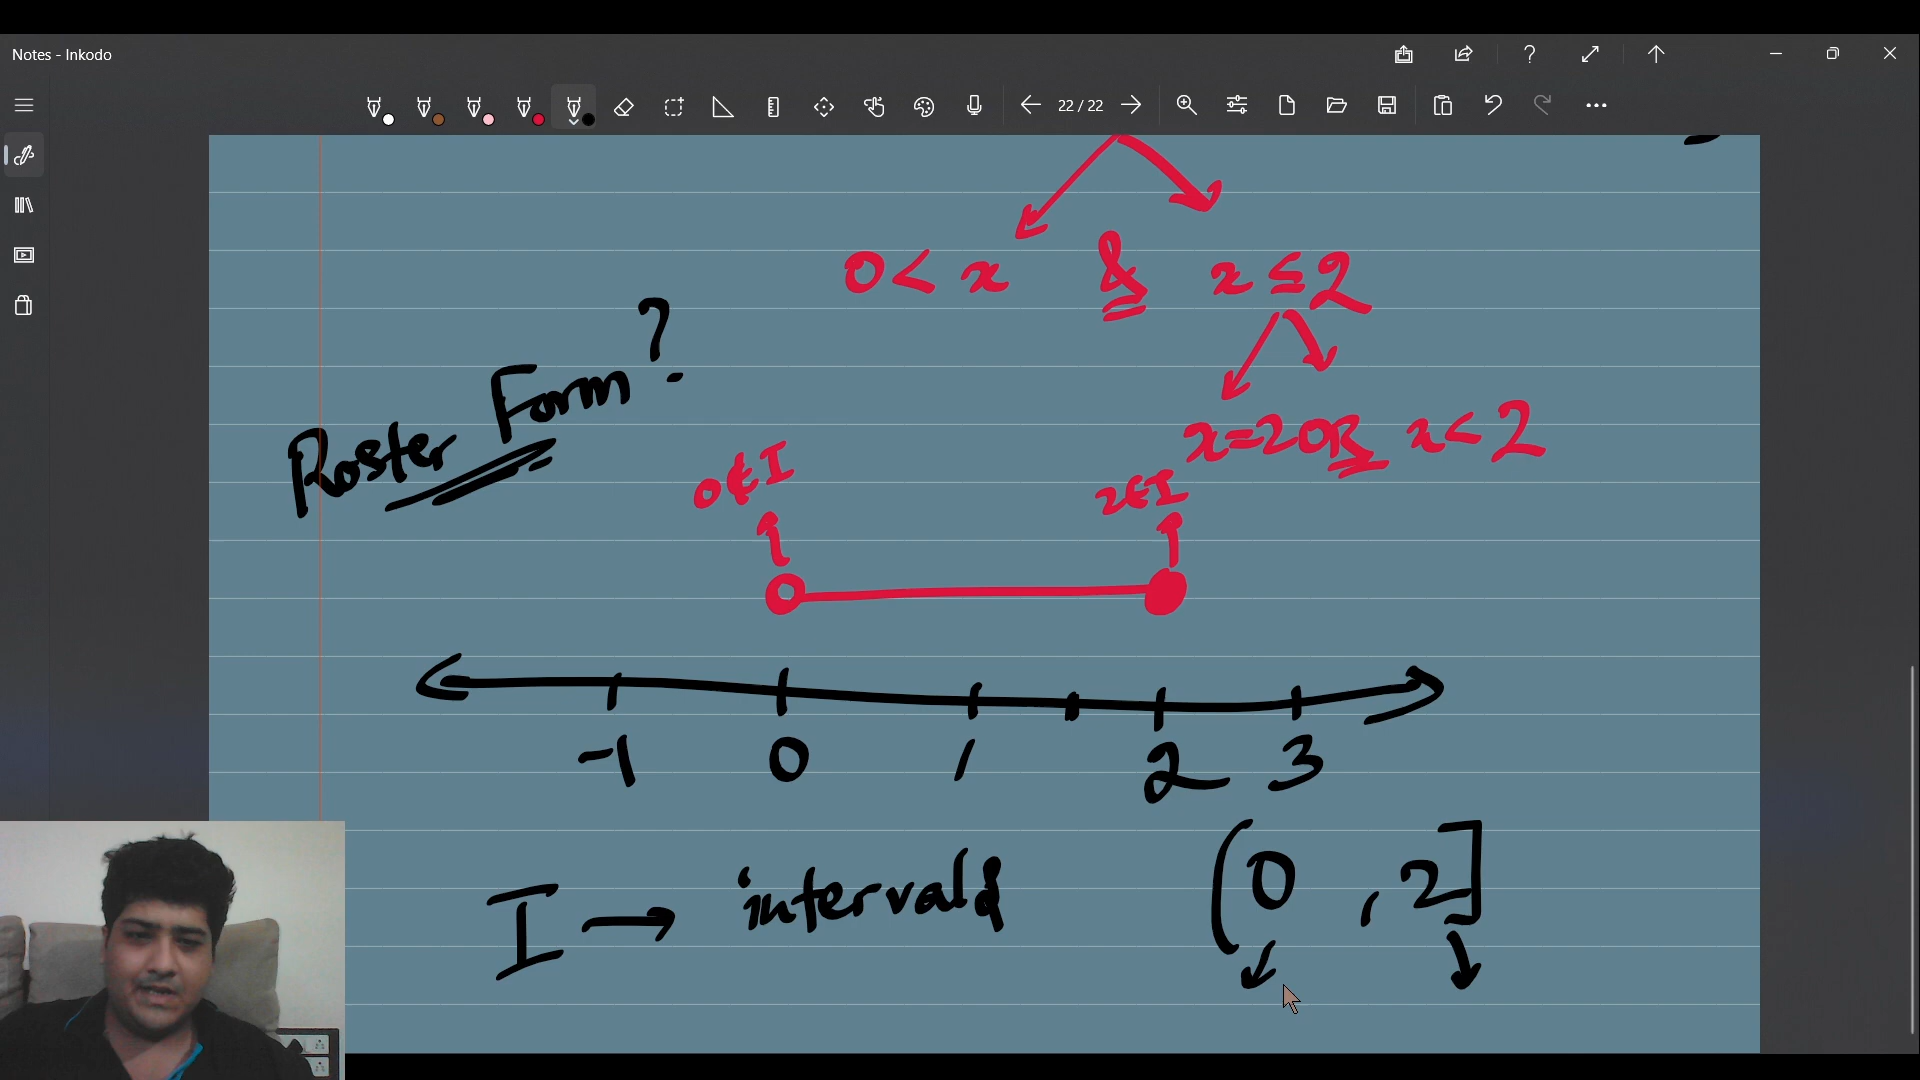 Notes - Inkodo
22 / 22
0 < x & x ≤ 2
Roster Form ?
x = 2 OR x < 2
0 ∉ I
2 ∈ I
-1 0 1 2 3
I → intervals
(0 , 2]